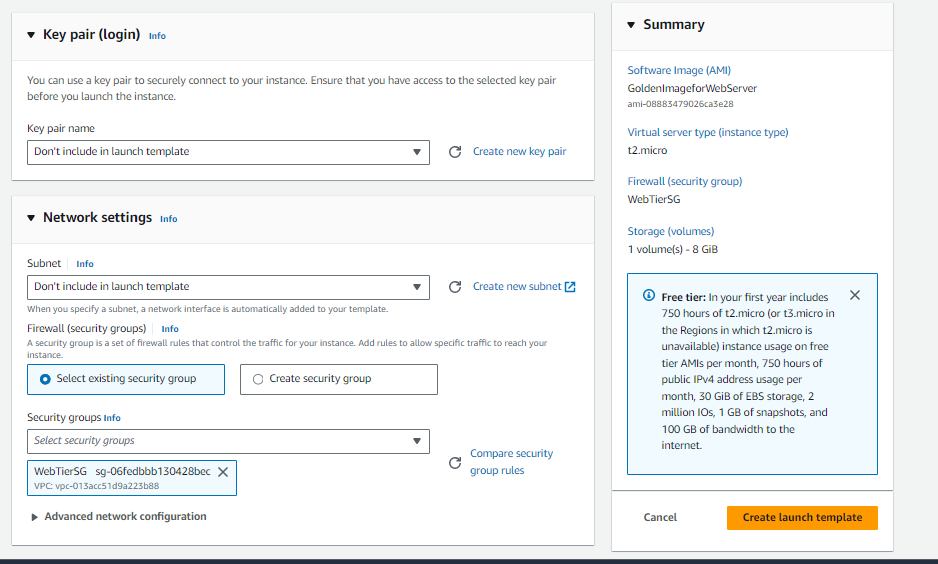 Key pair (login) Info
You can use a key pair to securely connect to your instance. Ensure that you have access to the selected key pair
before you launch the instance.
Key pair name
Don't include in launch template
Create new key pair
Network settings Info
Subnet Info
Don't include in launch template
Create new subnet
When you specify a subnet, a network interface is automatically added to your template.
Firewall (security groups) Info
A security group is a set of firewall rules that control the traffic for your instance. Add rules to allow specific traffic to reach your
instance.
Select existing security group
Create security group
Security groups Info
Select security groups
WebTierSG sg-06fedbbb130428bec
VPC: vpc-013acc51d9a223b88
Compare security
group rules
Advanced network configuration
Summary
Software Image (AMI)
GoldenImageforWebServer
ami-08883479026ca3e28
Virtual server type (instance type)
t2.micro
Firewall (security group)
WebTierSG
Storage (volumes)
1 volume(s) - 8 GiB
Free tier: In your first year includes
750 hours of t2.micro (or t3.micro in
the Regions in which t2.micro is
unavailable) instance usage on free
tier AMIs per month, 750 hours of
public IPv4 address usage per
month, 30 GiB of EBS storage, 2
million IOs, 1 GB of snapshots, and
100 GB of bandwidth to the
internet.
Cancel
Create launch template